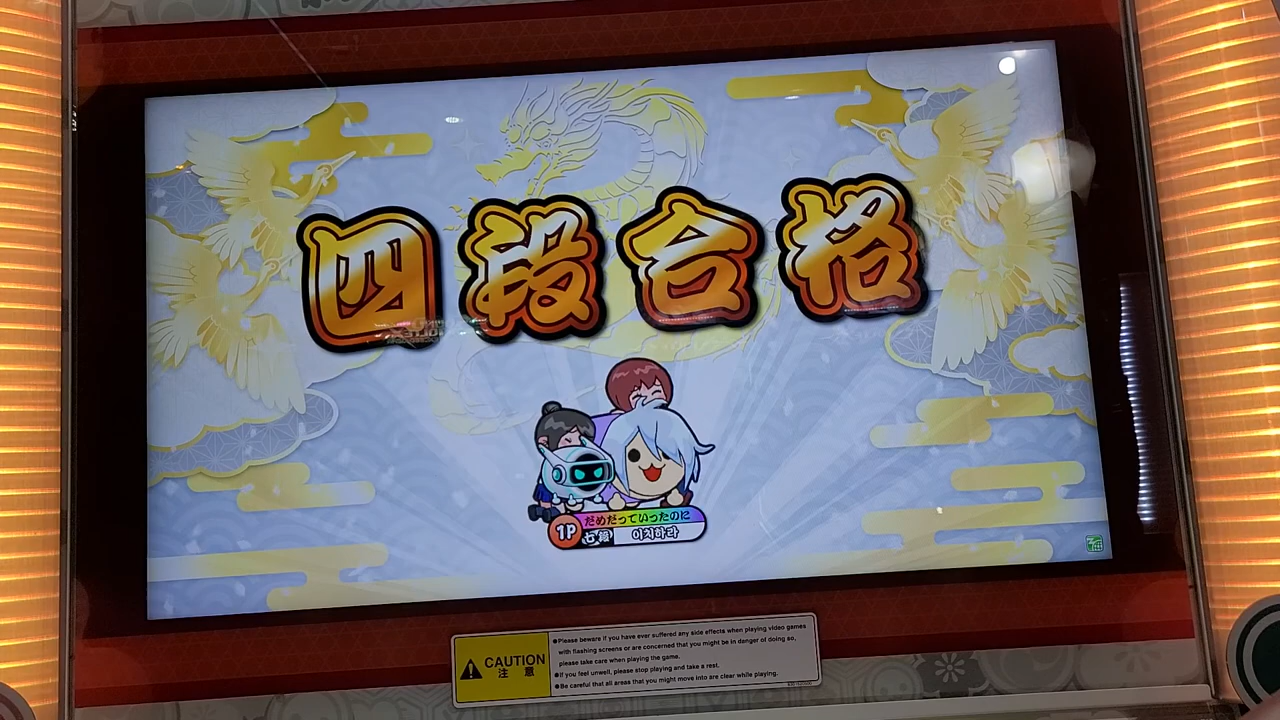 四段合格
だめだっていったのに
1P
七段
이치하라
CAUTION
注 意
●Please beware if you have ever suffered any side effects when playing video games
with flashing screens or are concerned that you might be in danger of doing so,
please take care when playing the game.
●If you feel unwell, please stop playing and take a rest.
●Be careful that all areas that you might move into are clear while playing.